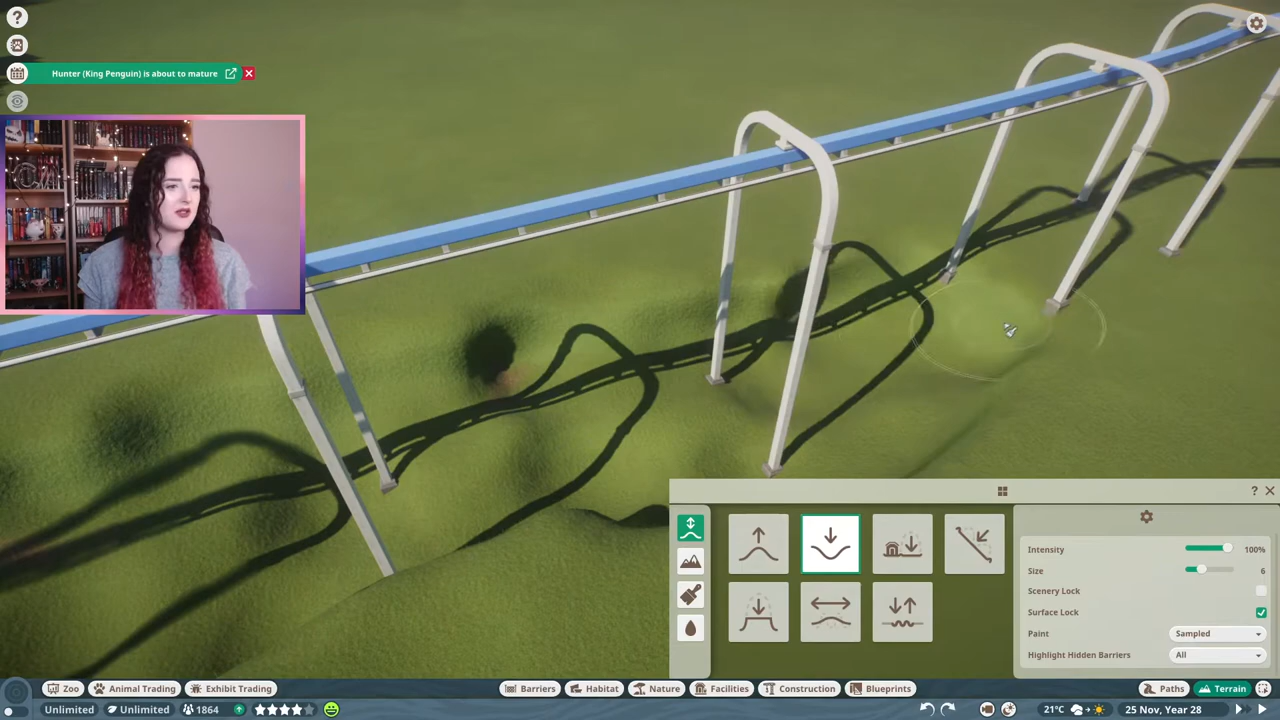 Hunter (King Penguin) is about to mature
Intensity 100%
Size 6
Scenery Lock
Surface Lock
Paint Sampled
Highlight Hidden Barriers All
Zoo Animal Trading Exhibit Trading Barriers Habitat Nature Facilities Construction Blueprints Paths Terrain
Unlimited Unlimited 1864 21°C 25 Nov, Year 28